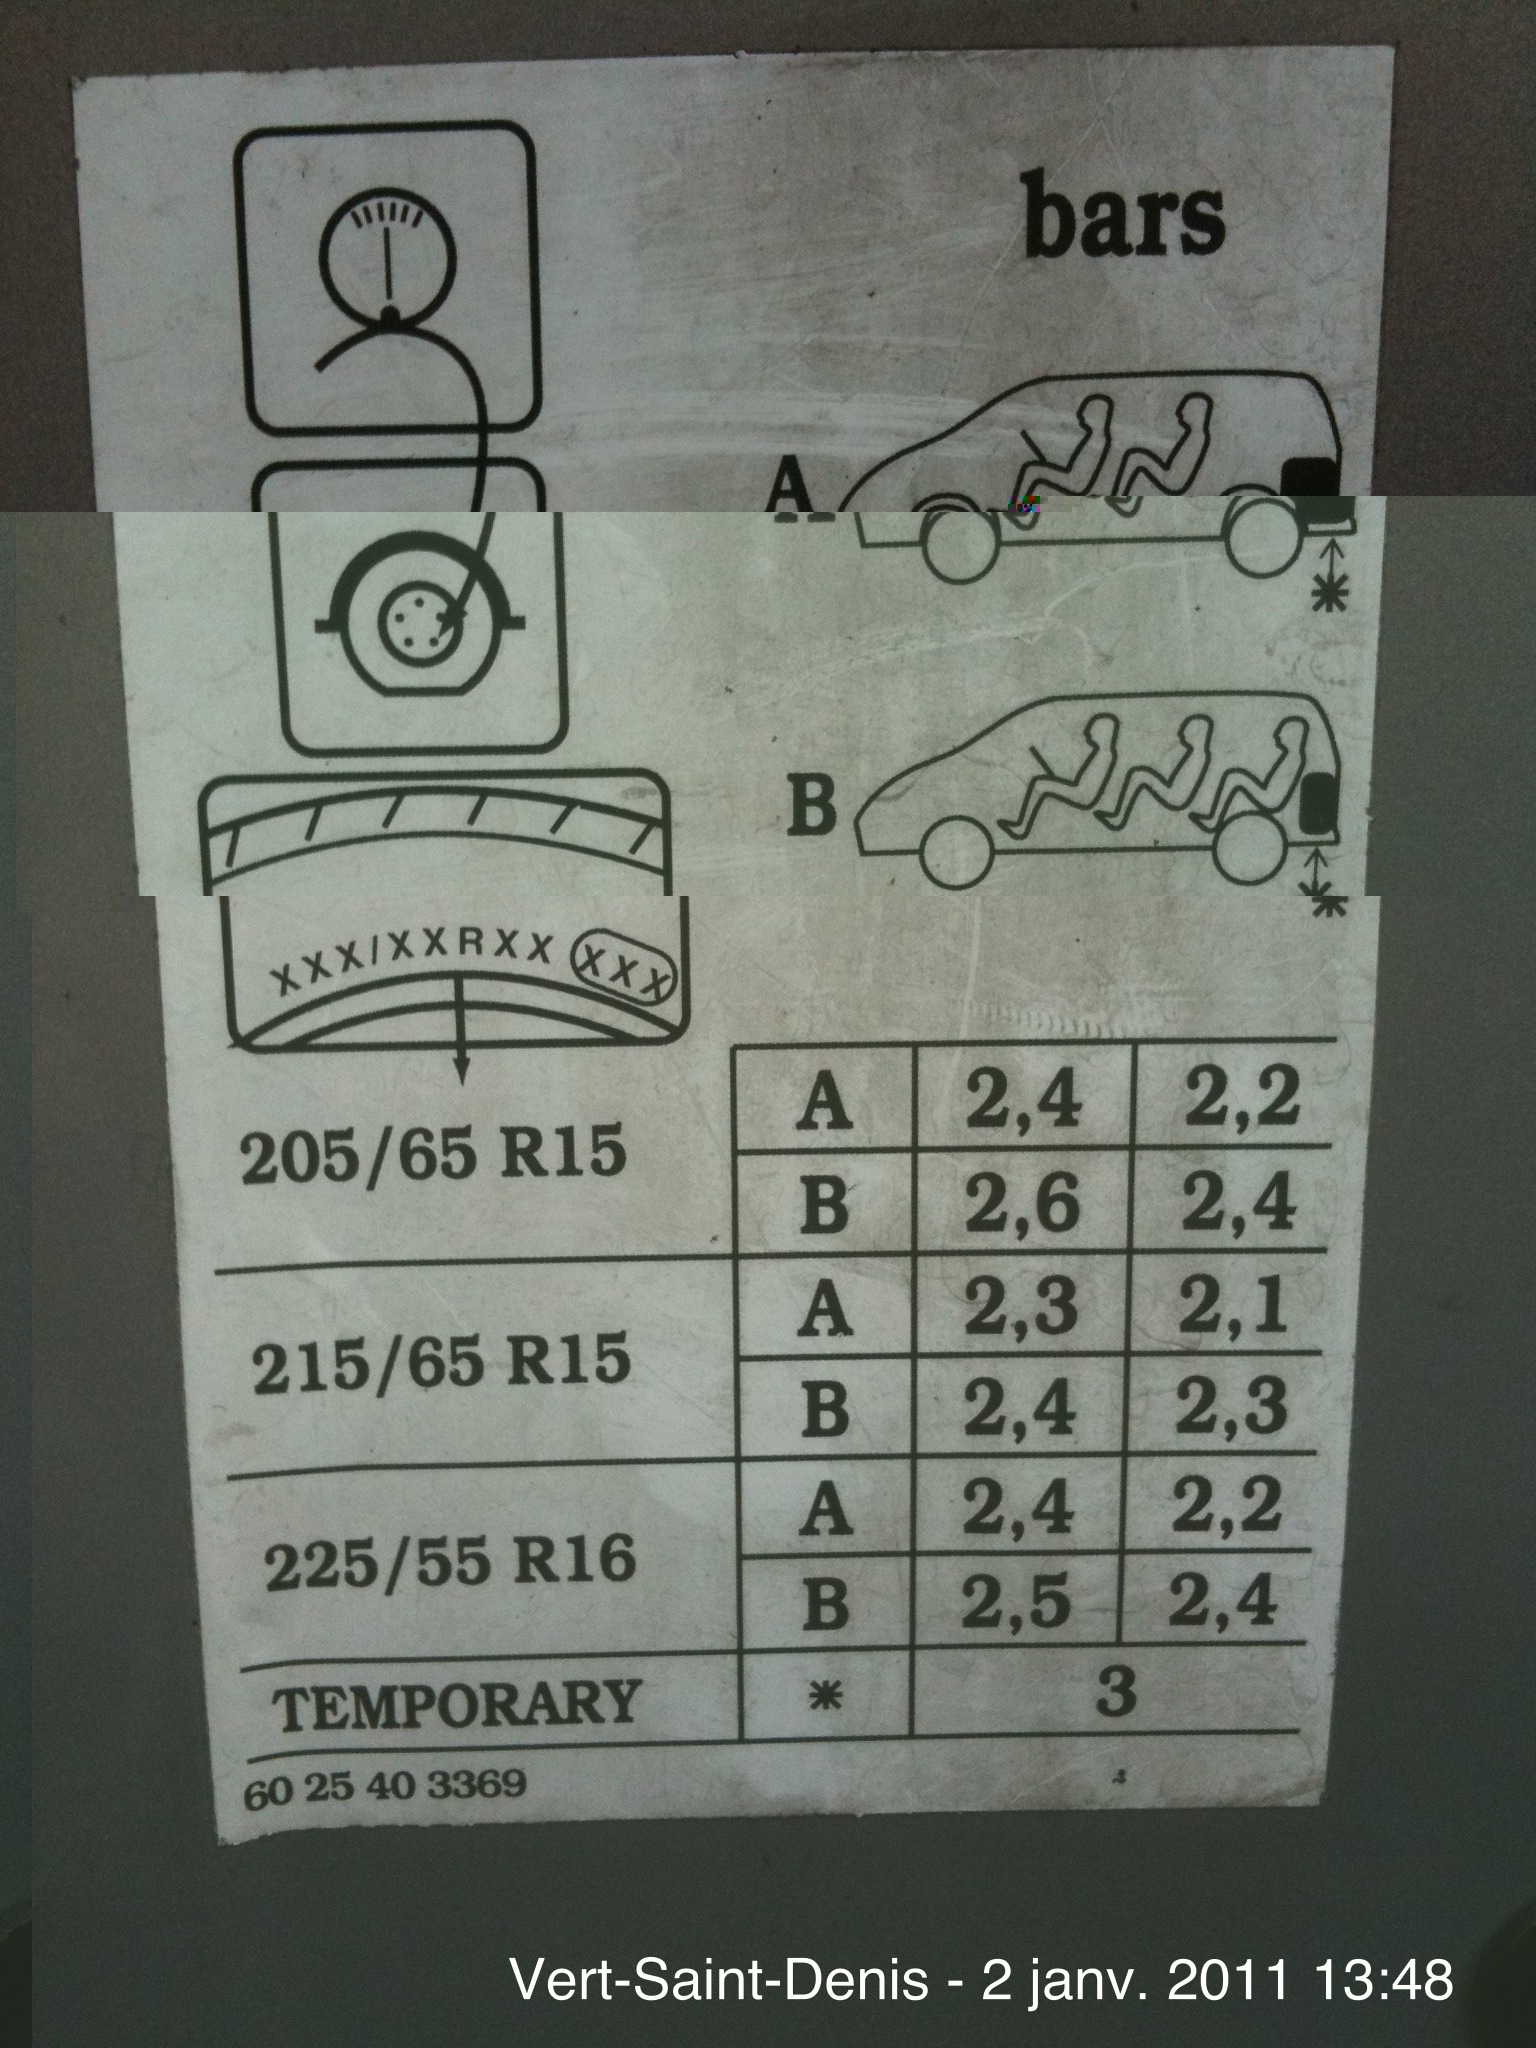 bars
A
*
B
*
XXX/XXRXX XXX
205/65 R15 A 2,4 2,2
B 2,6 2,4
215/65 R15 A 2,3 2,1
B 2,4 2,3
225/55 R16 A 2,4 2,2
B 2,5 2,4
TEMPORARY * 3
60 25 40 3369
Vert-Saint-Denis - 2 janv. 2011 13:48